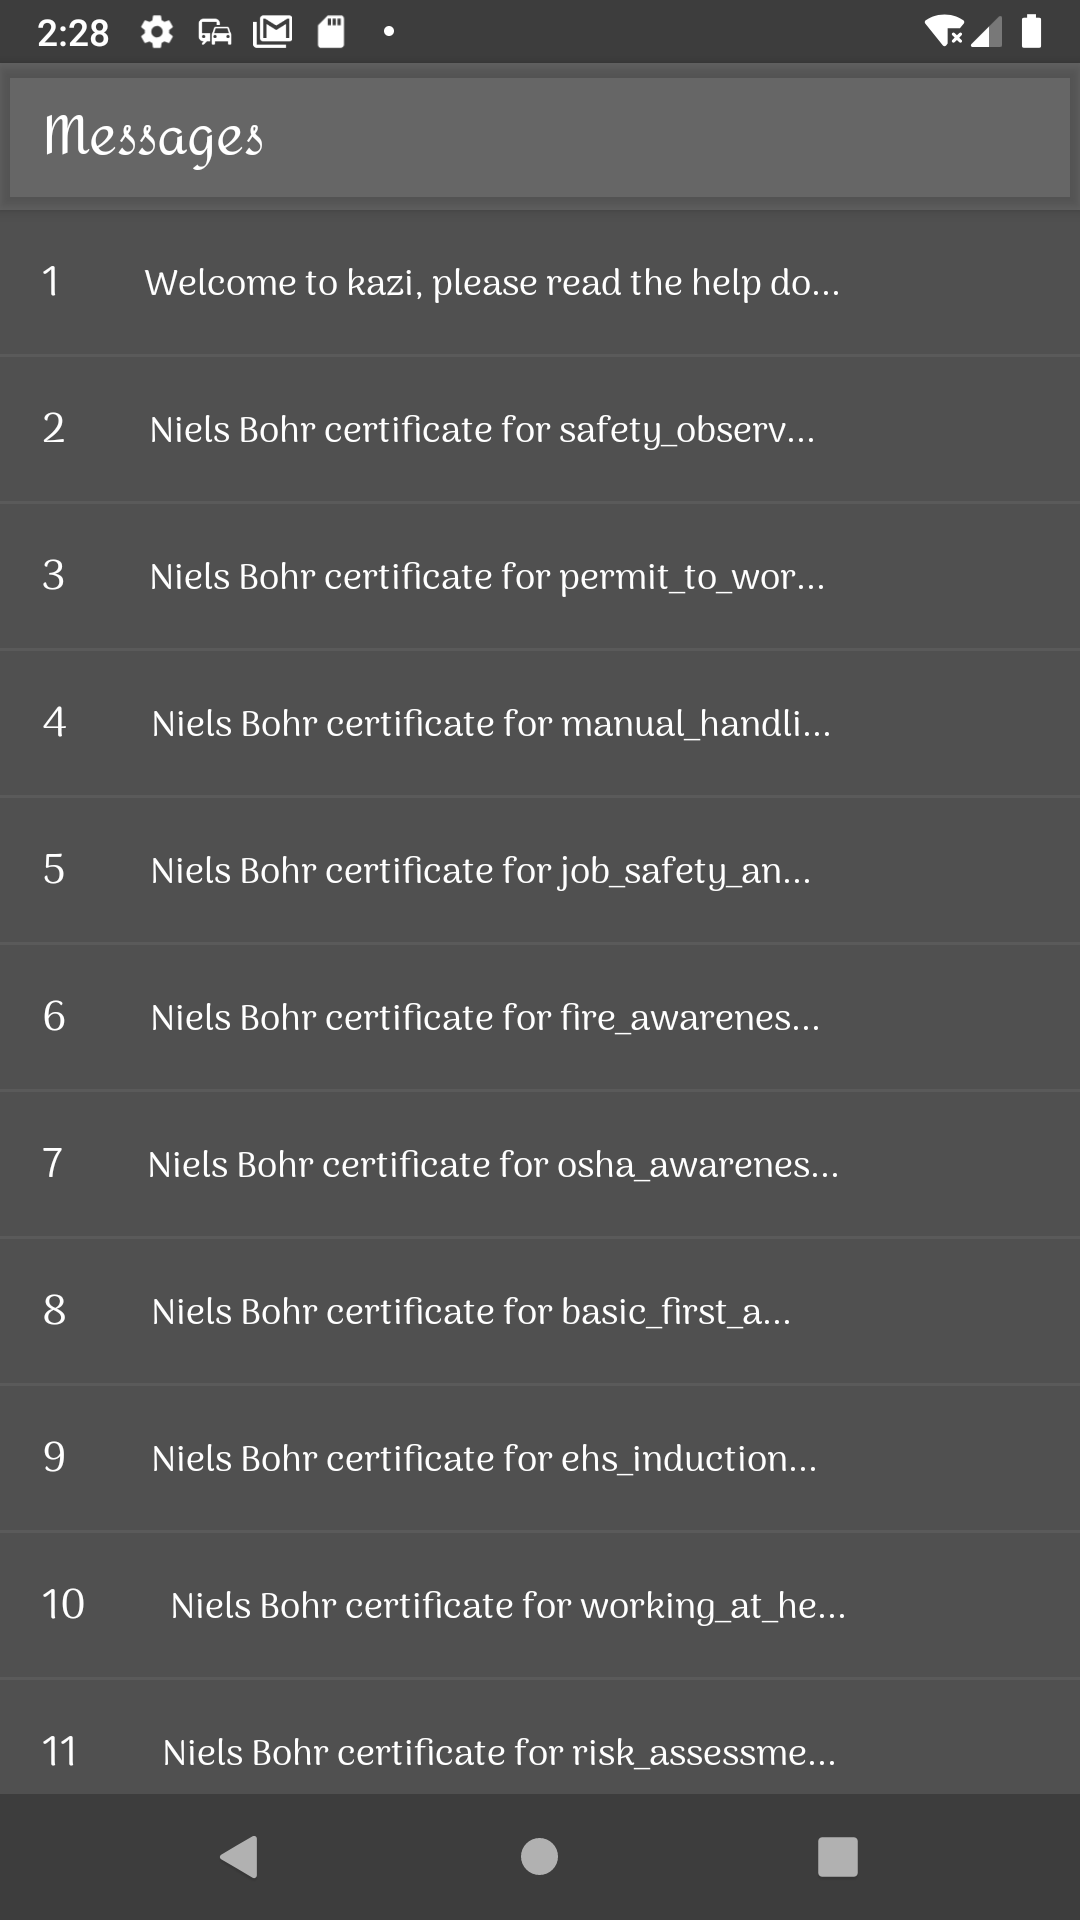 2:28
Messages
1 Welcome to kazi, please read the help do...
2 Niels Bohr certificate for safety_observ...
3 Niels Bohr certificate for permit_to_wor...
4 Niels Bohr certificate for manual_handli...
5 Niels Bohr certificate for job_safety_an...
6 Niels Bohr certificate for fire_awarenes...
7 Niels Bohr certificate for osha_awarenes...
8 Niels Bohr certificate for basic_first_a...
9 Niels Bohr certificate for ehs_induction...
10 Niels Bohr certificate for working_at_he...
11 Niels Bohr certificate for risk_assessme...